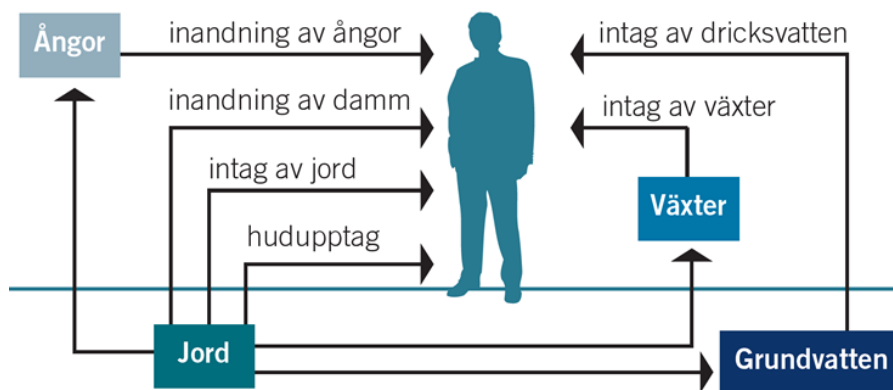 Ångor
inandning av ångor
intag av dricksvatten
inandning av damm
intag av växter
intag av jord
Växter
hudupptag
Jord
Grundvatten